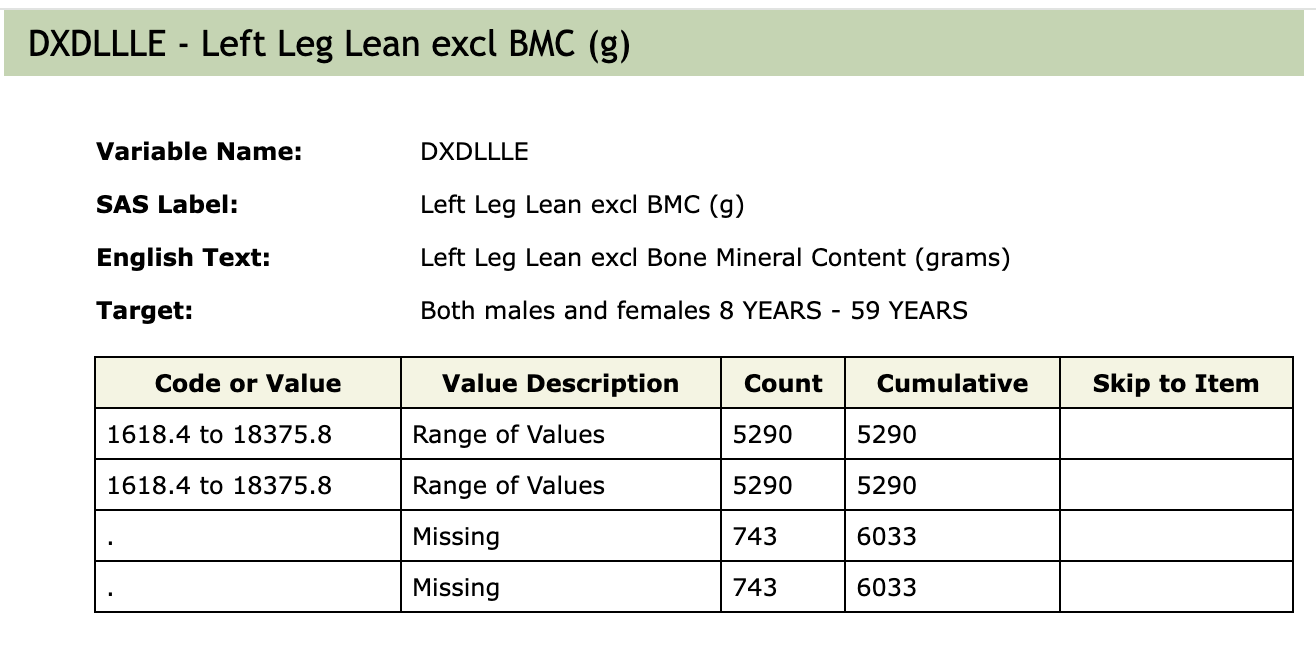 DXDLLLE - Left Leg Lean excl BMC (g)
Variable Name: DXDLLLE
SAS Label: Left Leg Lean excl BMC (g)
English Text: Left Leg Lean excl Bone Mineral Content (grams)
Target: Both males and females 8 YEARS - 59 YEARS
Code or Value Value Description Count Cumulative Skip to Item
1618.4 to 18375.8 Range of Values 5290 5290
1618.4 to 18375.8 Range of Values 5290 5290
. Missing 743 6033
. Missing 743 6033